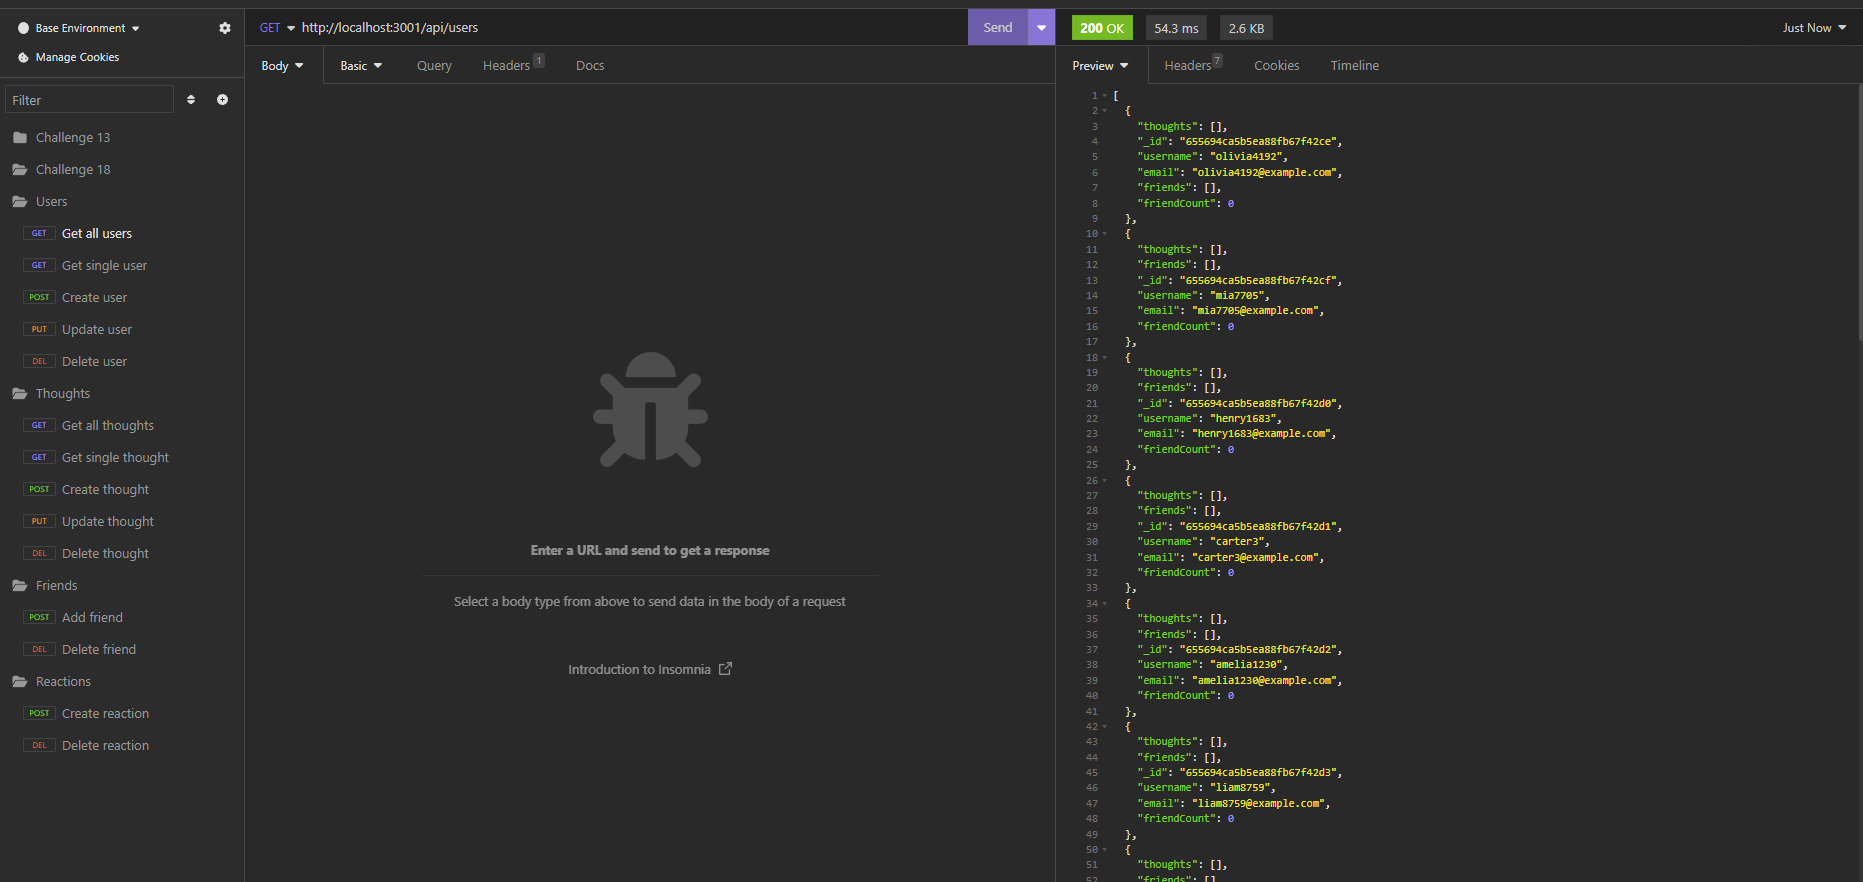 Base Environment
Manage Cookies
Filter
Challenge 13
Challenge 18
Users
GET Get all users
GET Get single user
POST Create user
PUT Update user
DEL Delete user
Thoughts
GET Get all thoughts
GET Get single thought
POST Create thought
PUT Update thought
DEL Delete thought
Friends
POST Add friend
DEL Delete friend
Reactions
POST Create reaction
DEL Delete reaction
GET http://localhost:3001/api/users Send
Body Basic Query Headers 1 Docs
Enter a URL and send to get a response
Select a body type from above to send data in the body of a request
Introduction to Insomnia
200 OK 54.3 ms 2.6 KB Just Now
Preview Headers 7 Cookies Timeline
1 [
2 {
3 "thoughts": [],
4 "_id": "655694ca5b5ea88fb67f42ce",
5 "username": "olivia4192",
6 "email": "olivia4192@example.com",
7 "friends": [],
8 "friendCount": 0
9 },
10 {
11 "thoughts": [],
12 "friends": [],
13 "_id": "655694ca5b5ea88fb67f42cf",
14 "username": "mia7705",
15 "email": "mia7705@example.com",
16 "friendCount": 0
17 },
18 {
19 "thoughts": [],
20 "friends": [],
21 "_id": "655694ca5b5ea88fb67f42d0",
22 "username": "henry1683",
23 "email": "henry1683@example.com",
24 "friendCount": 0
25 },
26 {
27 "thoughts": [],
28 "friends": [],
29 "_id": "655694ca5b5ea88fb67f42d1",
30 "username": "carter3",
31 "email": "carter3@example.com",
32 "friendCount": 0
33 },
34 {
35 "thoughts": [],
36 "friends": [],
37 "_id": "655694ca5b5ea88fb67f42d2",
38 "username": "amelia1230",
39 "email": "amelia1230@example.com",
40 "friendCount": 0
41 },
42 {
43 "thoughts": [],
44 "friends": [],
45 "_id": "655694ca5b5ea88fb67f42d3",
46 "username": "liam8759",
47 "email": "liam8759@example.com",
48 "friendCount": 0
49 },
50 {
51 "thoughts": [],
52 "friends": [],